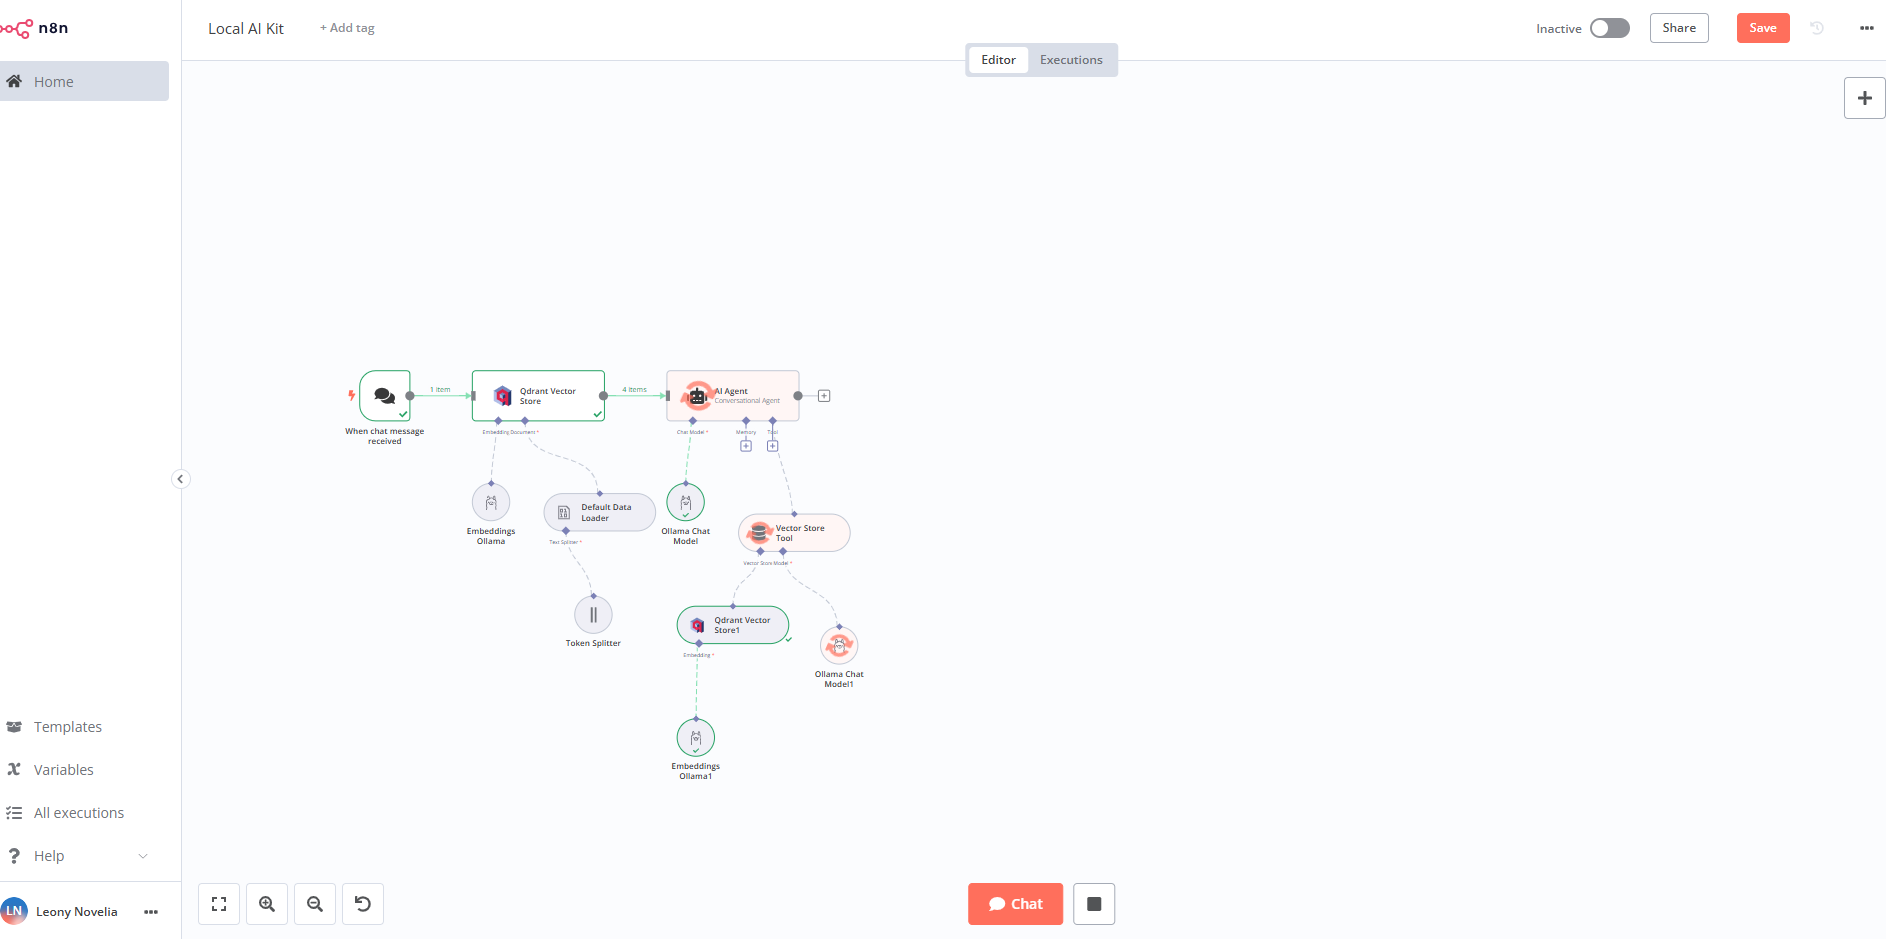 n8n
Local AI Kit
+ Add tag
Inactive
Share
Save
Editor
Executions
Home
1 item
4 items
Qdrant Vector
Store
AI Agent
Conversational Agent
When chat message
received
Embedding
Document *
Chat Model *
Memory
Tool
Embeddings
Ollama
Default Data
Loader
Text Splitter *
Ollama Chat
Model
Vector Store
Tool
Vector Store
Model *
Token Splitter
Qdrant Vector
Store1
Embedding *
Ollama Chat
Model1
Embeddings
Ollama1
Templates
Variables
All executions
Help
LN
Leony Novelia
Chat